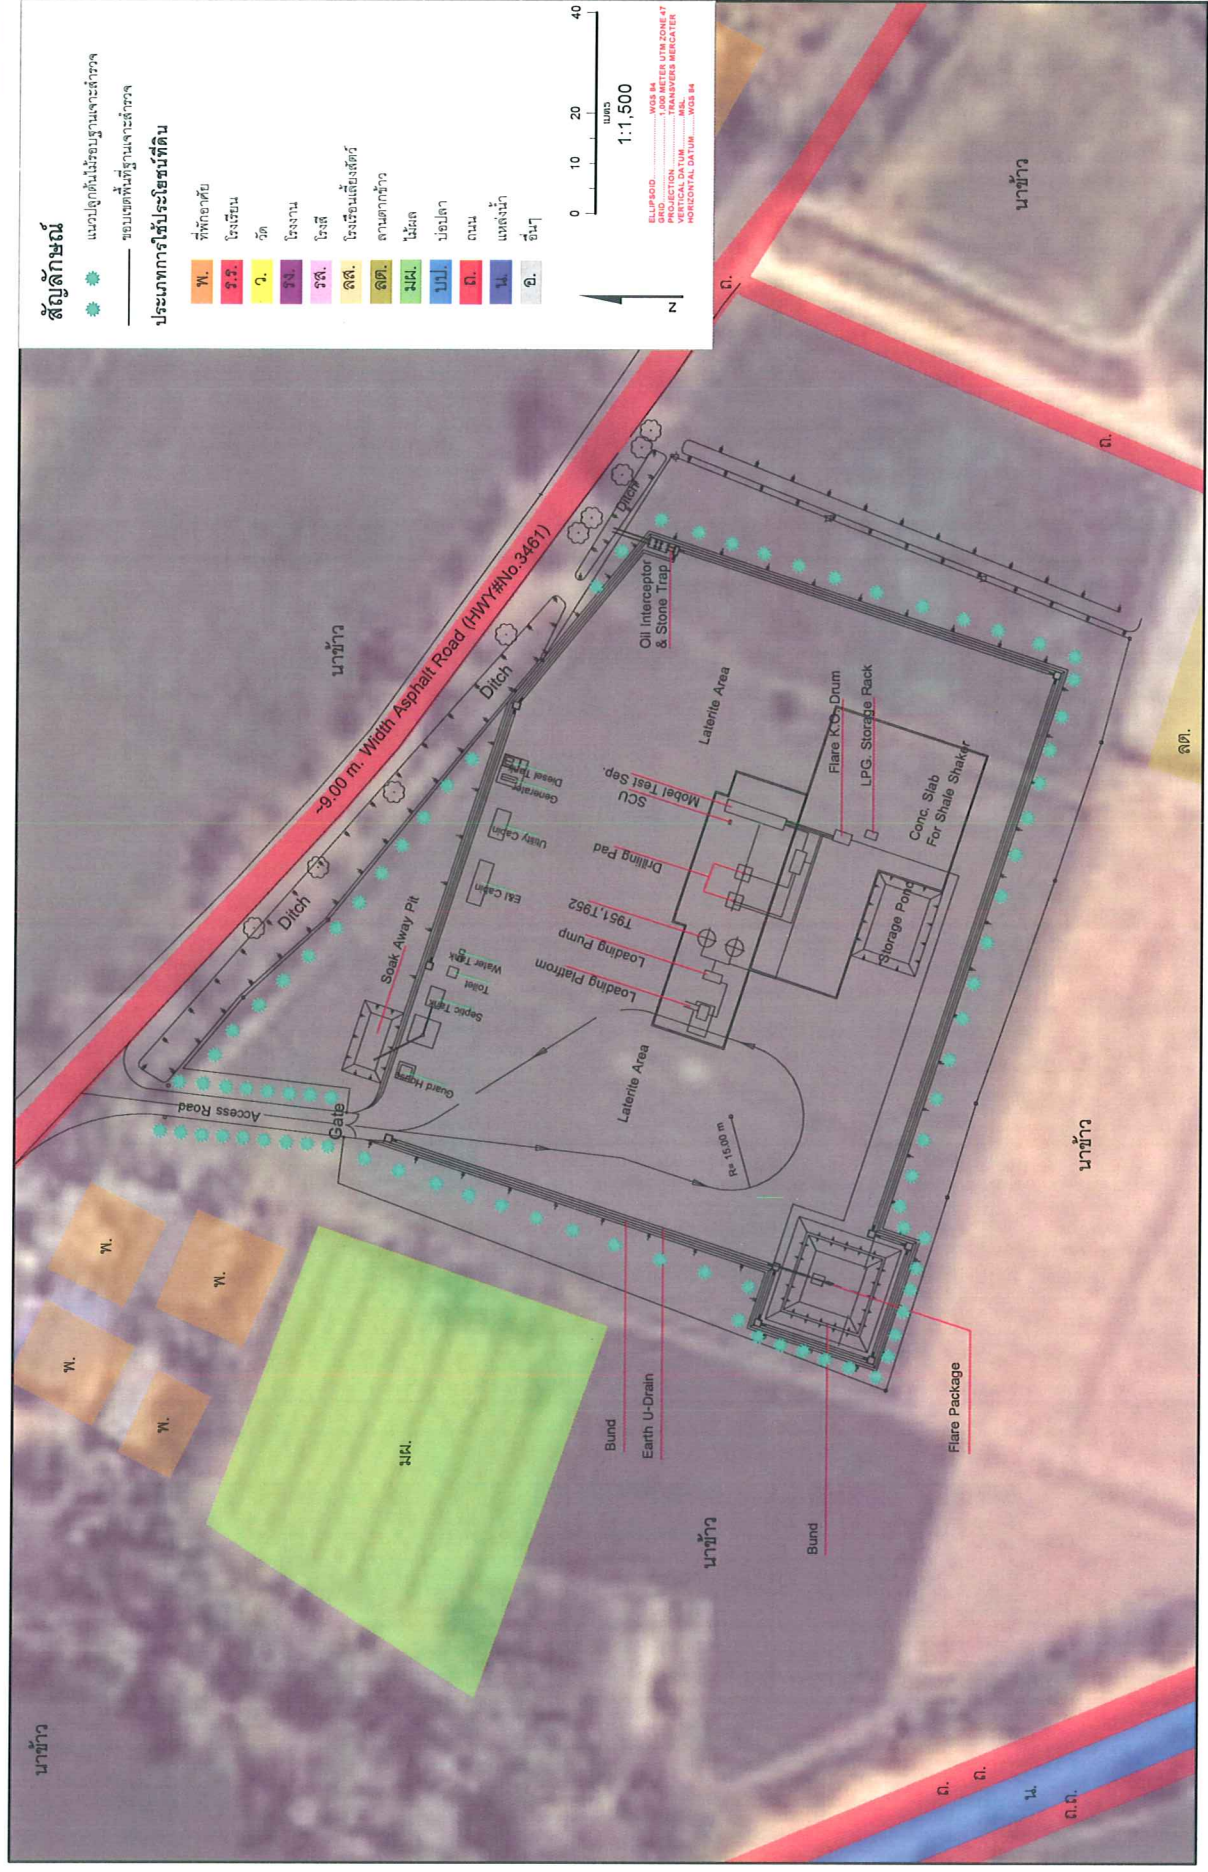 สัญลักษณ์
แนวปลูกต้นไม้รอบฐานเจาะสำรวจ
ขอบเขตพื้นที่ฐานเจาะสำรวจ
ประเภทการใช้ประโยชน์ที่ดิน
พ. ที่พักอาศัย
ร.ร. โรงเรียน
ว. วัด
รง. โรงงาน
รส. โรงสี
ลส. โรงเรือนเลี้ยงสัตว์
ลต. ลานตากข้าว
มผ. ไม้ผล
บป. บ่อปลา
ถ. ถนน
น. แหล่งน้ำ
อ. อื่นๆ
0 10 20 40
เมตร
1:1,500
ELLIPSOID..........WGS 84
GRID..........1,000 METER UTM ZONE 47
PROJECTION..........TRANSVERS MERCATER
VERTICAL DATUM..........MSL.
HORIZONTAL DATUM..........WGS 84
N
นาข้าว
พ.
พ.
พ.
พ.
มผ.
Access Road
Gate
Ditch
Ditch
Ditch
~9.00 m. Width Asphalt Road (HWY#No.3461)
นาข้าว
ถ.
ถ.
นาข้าว
Soak Away Pit
Guard House
Septic Tank
Toilet
Water Tank
E&I Cabin
Utility Cabin
Generater
Diesel Tank
Oil Interceptor
& Stone Trap
Laterite Area
Laterite Area
R= 15.00 m
Loading Platfrom
Loading Pump
T951,T952
Drilling Pad
SCU
Mobel Test Sep.
Flare K.O. Drum
LPG. Storage Rack
Conc. Slab
For Shale Shaker
Storage Pond
Bund
Earth U-Drain
Bund
Flare Package
นาข้าว
นาข้าว
ลต.
ถ.
ถ.
น.
ถ.ถ.